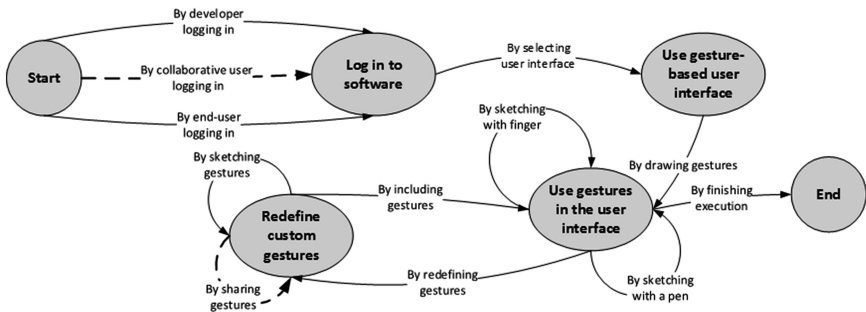 By developer
logging in
Start
By collaborative user
logging in
Log in to
software
By end-user
logging in
By selecting
user interface
Use gesture-
based user
interface
By sketching
with finger
By drawing gestures
By sketching
gestures
By including
gestures
Use gestures
in the user
interface
By finishing
execution
End
Redefine
custom
gestures
By sharing
gestures
By redefining
gestures
By sketching
with a pen